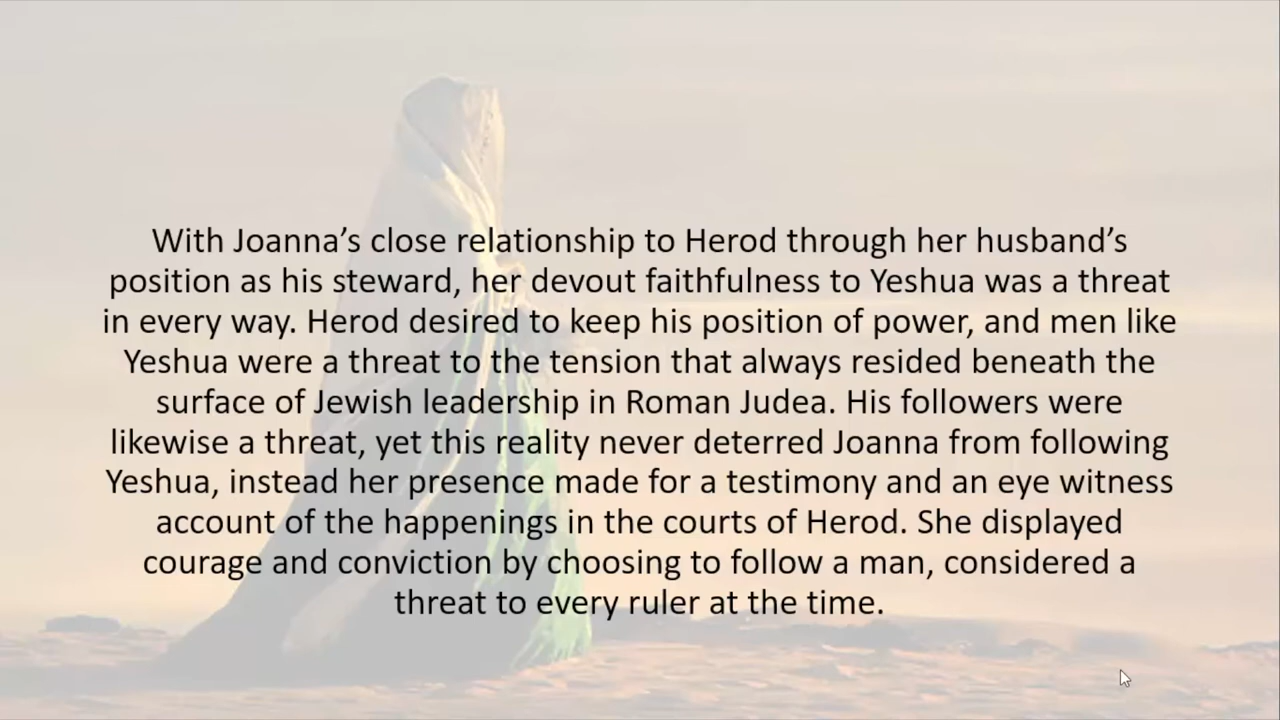 With Joanna’s close relationship to Herod through her husband’s
position as his steward, her devout faithfulness to Yeshua was a threat
in every way. Herod desired to keep his position of power, and men like
Yeshua were a threat to the tension that always resided beneath the
surface of Jewish leadership in Roman Judea. His followers were
likewise a threat, yet this reality never deterred Joanna from following
Yeshua, instead her presence made for a testimony and an eye witness
account of the happenings in the courts of Herod. She displayed
courage and conviction by choosing to follow a man, considered a
threat to every ruler at the time.